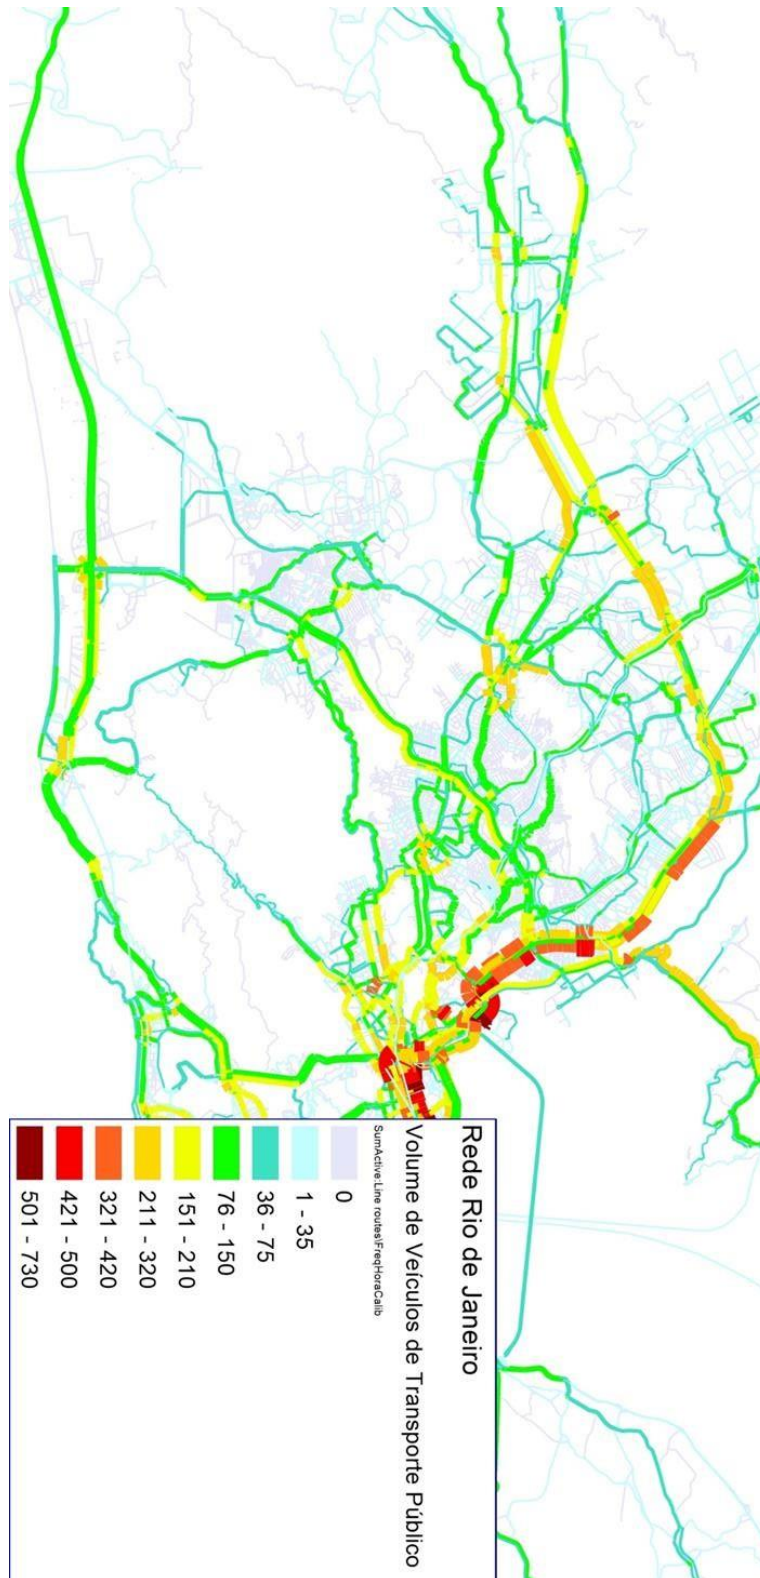 Rede Rio de Janeiro
Volume de Veículos de Transporte Público
SumActive:Line routes\FreqHoraCalib
0
1 - 35
36 - 75
76 - 150
151 - 210
211 - 320
321 - 420
421 - 500
501 - 730